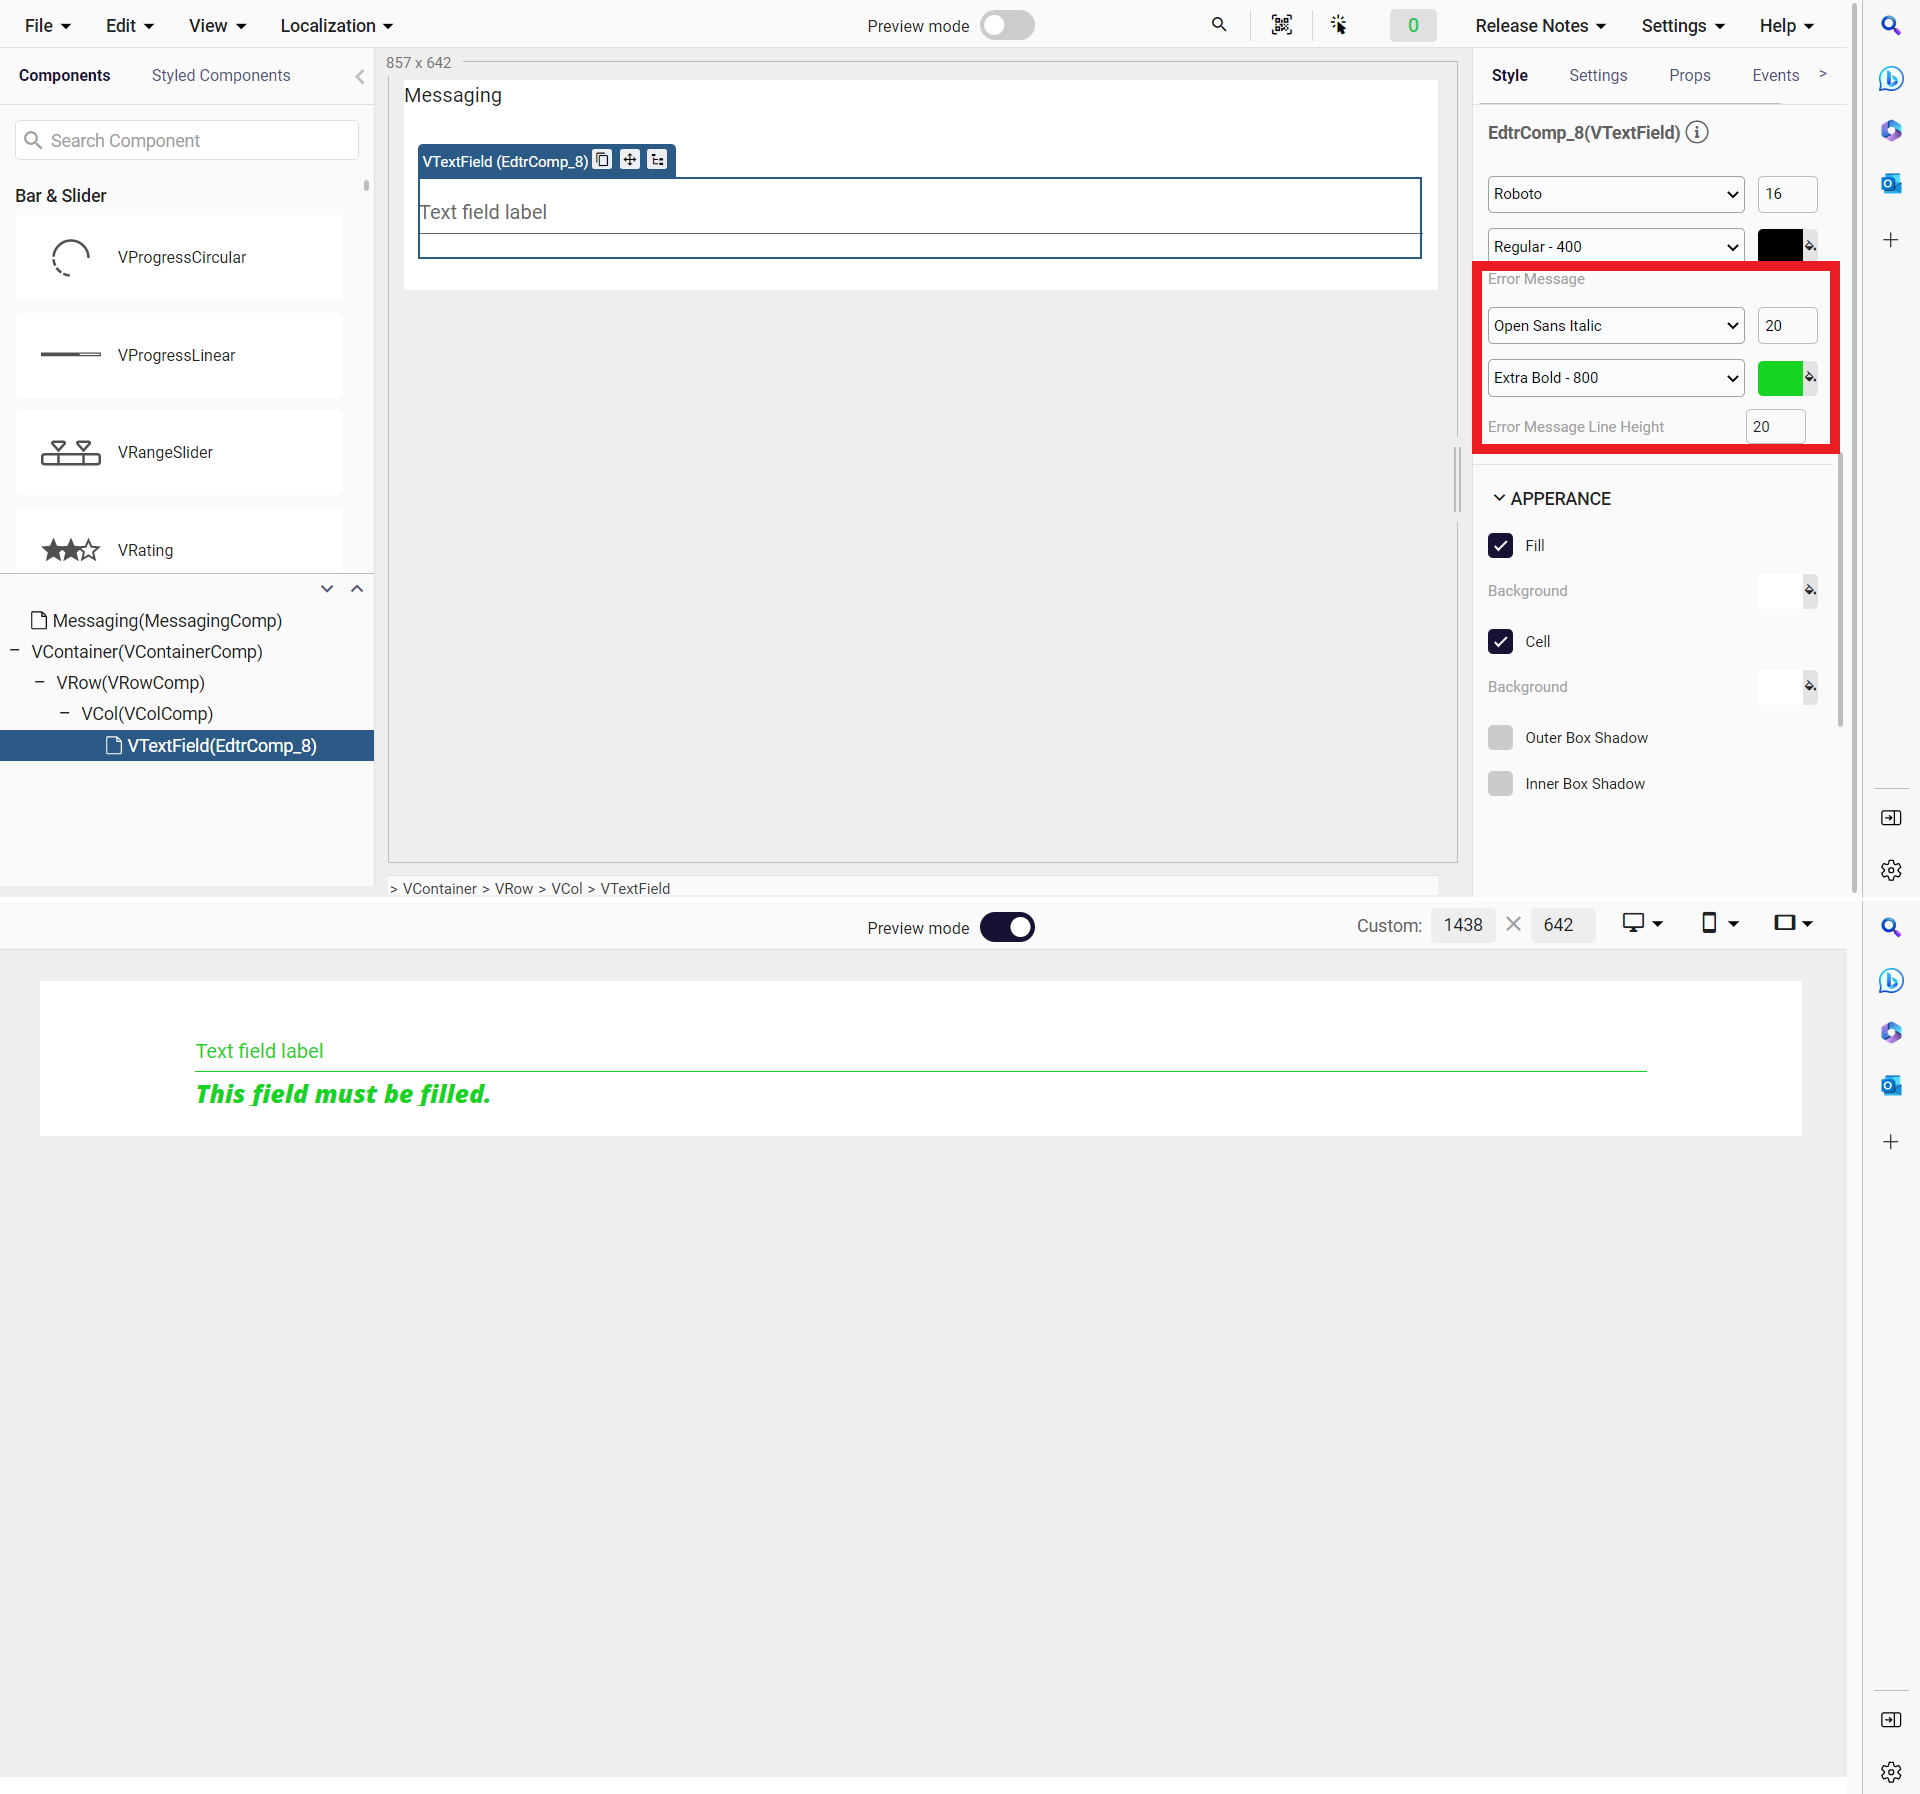 File Edit View Localization Preview mode 0 Release Notes Settings Help
Components Styled Components
857 x 642
Style Settings Props Events >
Messaging
EdtrComp_8(VTextField)
Search Component
VTextField (EdtrComp_8)
Bar & Slider
Roboto 16
Text field label
Regular - 400
VProgressCircular
Error Message
Open Sans Italic 20
VProgressLinear
Extra Bold - 800
Error Message Line Height 20
VRangeSlider
APPERANCE
VRating
Fill
Background
Messaging(MessagingComp)
Cell
VContainer(VContainerComp)
VRow(VRowComp)
Background
VCol(VColComp)
Outer Box Shadow
VTextField(EdtrComp_8)
Inner Box Shadow
> VContainer > VRow > VCol > VTextField
Preview mode Custom: 1438 X 642
Text field label
This field must be filled.